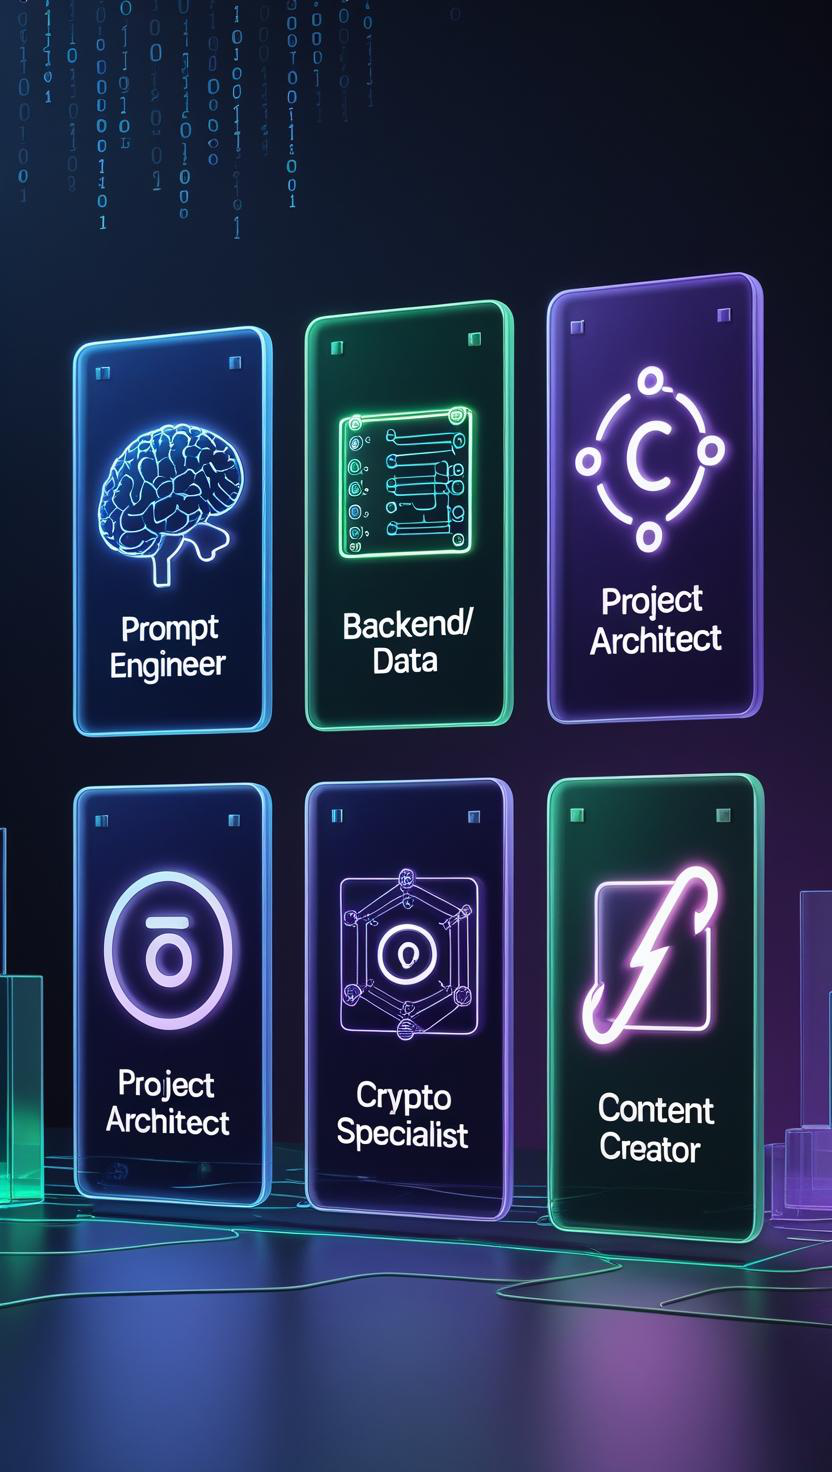 C
Prompt
Engineer
Backend/
Data
Project
Architect
ō
Project
Architect
Crypto
Specialist
Content
Creator